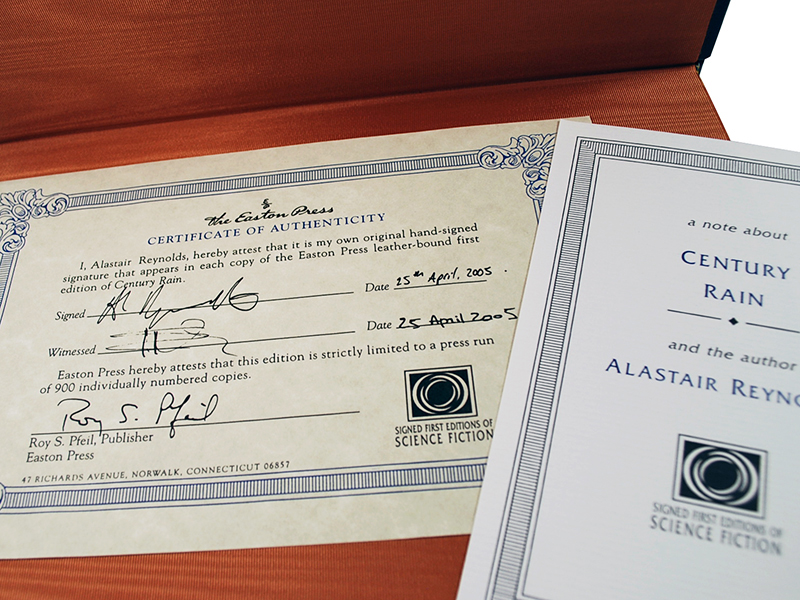 The Easton Press
CERTIFICATE OF AUTHENTICITY
I, Alastair Reynolds, hereby attest that it is my own original hand-signed
signature that appears in each copy of the Easton Press leather-bound first
edition of Century Rain.
Signed
Date 25th April, 2005.
Witnessed
Date 25 April 2005
Easton Press hereby attests that this edition is strictly limited to a press run
of 900 individually numbered copies.
Roy S. Pfeil
Roy S. Pfeil, Publisher
Easton Press
47 RICHARDS AVENUE, NORWALK, CONNECTICUT 06857
SIGNED FIRST EDITIONS OF
SCIENCE FICTION
a note about
CENTURY
RAIN
and the author
ALASTAIR REYNO
SIGNED FIRST EDITIONS OF
SCIENCE FICTION